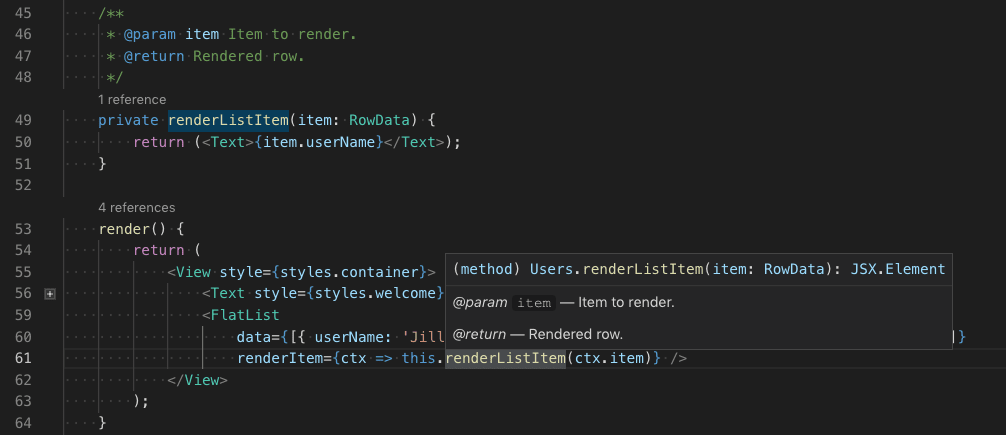 45 /**
46 * @param item Item to render.
47 * @return Rendered row.
48 */
1 reference
49 private renderListItem(item: RowData) {
50 return (<Text>{item.userName}</Text>);
51 }
52
4 references
53 render() {
54 return (
55 <View style={styles.container}>
56 <Text style={styles.welcome}
59 <FlatList
60 data={[{ userName: 'Jill ]}
61 renderItem={ctx => this.renderListItem(ctx.item)} />
62 </View>
63 );
64 }
(method) Users.renderListItem(item: RowData): JSX.Element
@param item — Item to render.
@return — Rendered row.